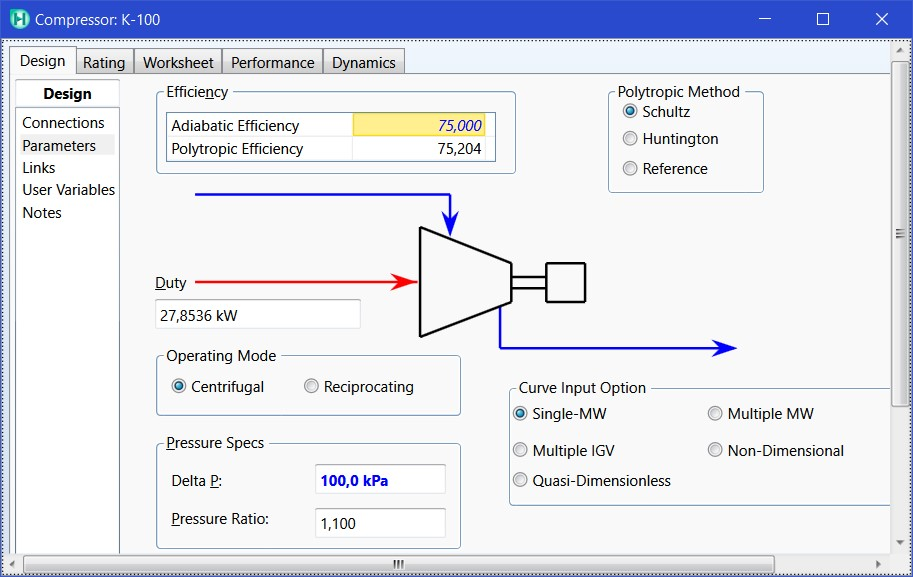 Compressor: K-100
Design Rating Worksheet Performance Dynamics
Design
Connections
Parameters
Links
User Variables
Notes
Efficiency
Adiabatic Efficiency 75,000
Polytropic Efficiency 75,204
Polytropic Method
Schultz
Huntington
Reference
Duty
27,8536 kW
Operating Mode
Centrifugal Reciprocating
Curve Input Option
Single-MW Multiple MW
Multiple IGV Non-Dimensional
Quasi-Dimensionless
Pressure Specs
Delta P: 100,0 kPa
Pressure Ratio: 1,100